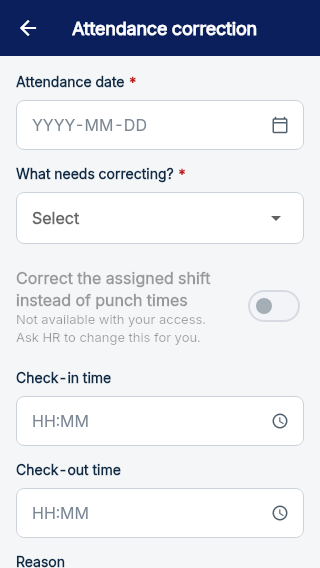 Attendance correction
Attendance date *
YYYY-MM-DD
What needs correcting? *
Select
Correct the assigned shift
instead of punch times
Not available with your access.
Ask HR to change this for you.
Check-in time
HH:MM
Check-out time
HH:MM
Reason